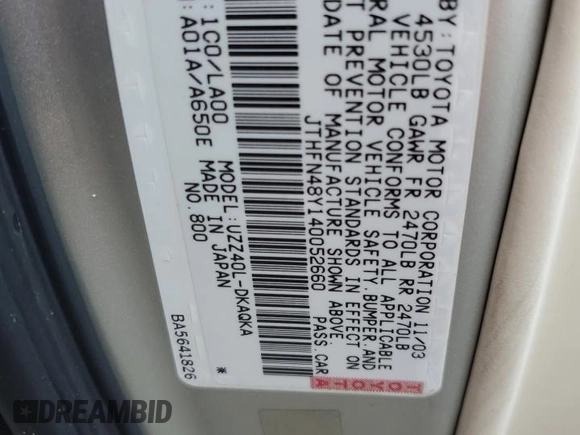 BY: TOYOTA MOTOR CORPORATION 11/03
4530LB GAWR FR 2470LB RR 2470LB
VEHICLE CONFORMS TO ALL APPLICABLE
RAL MOTOR VEHICLE SAFETY, BUMPER, AND
T PREVENTION STANDARDS IN EFFECT ON
DATE OF MANUFACTURE SHOWN ABOVE.
JTHFN48Y140052660 PASS.CAR
TOYOTA
: 1C0/LA00 MODEL: UZZ40L-DKAQKA
: A01A/A650E MADE IN JAPAN
NO. 800
BA5641826 *
DREAMBID